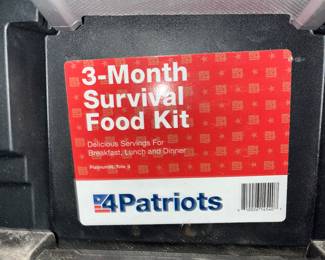 3-Month
Survival
Food Kit
Delicious Servings For
Breakfast, Lunch and Dinner
4Patriots